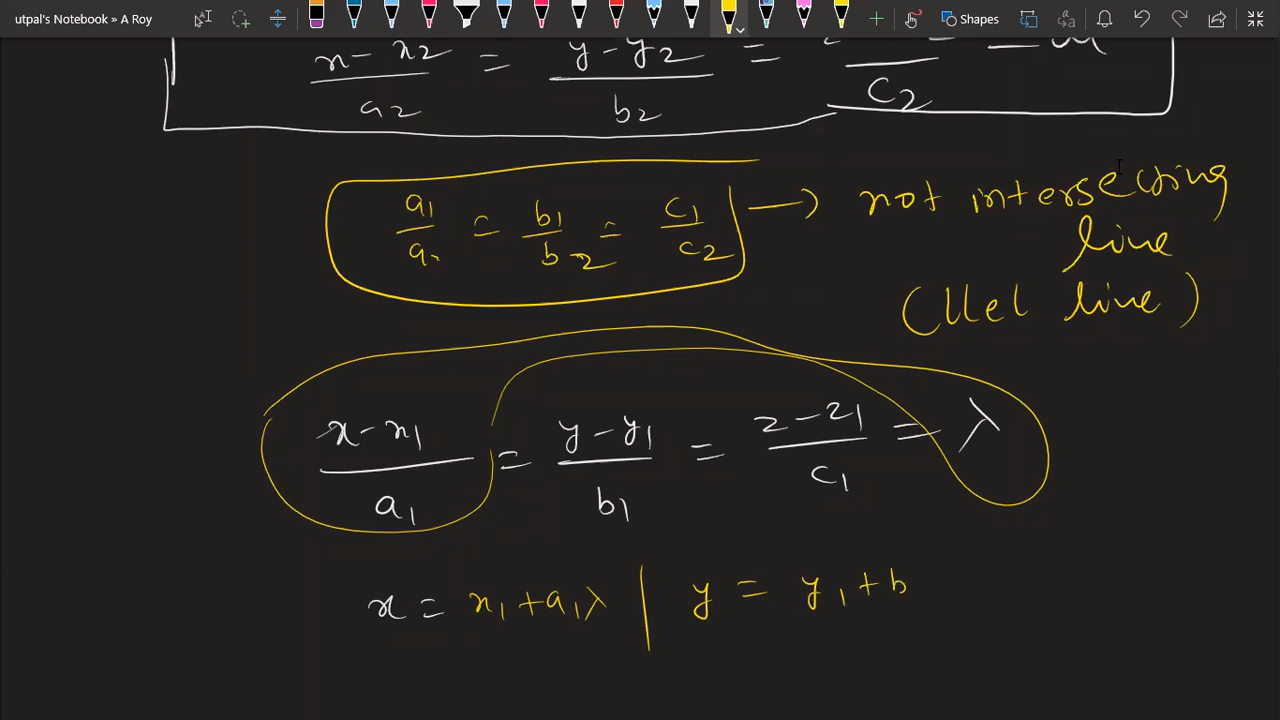 utpal's Notebook » A Roy
Shapes
x-x2/a2 = y-y2/b2 = /c2 =
a1/a2 = b1/b2 = c1/c2 → not intersecting
line
(llel line)
x-x1/a1 = y-y1/b1 = z-z1/c1 = λ
x = x1+a1λ | y = y1+b